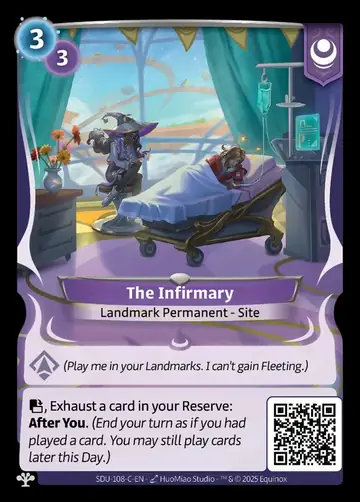 3
3
The Infirmary
Landmark Permanent - Site
(Play me in your Landmarks. I can't gain Fleeting.)
, Exhaust a card in your Reserve:
After You. (End your turn as if you had
played a card. You may still play cards
later this Day.)
SDU-108-C-EN - HuoMiao Studio - ™ & © 2025 Equinox